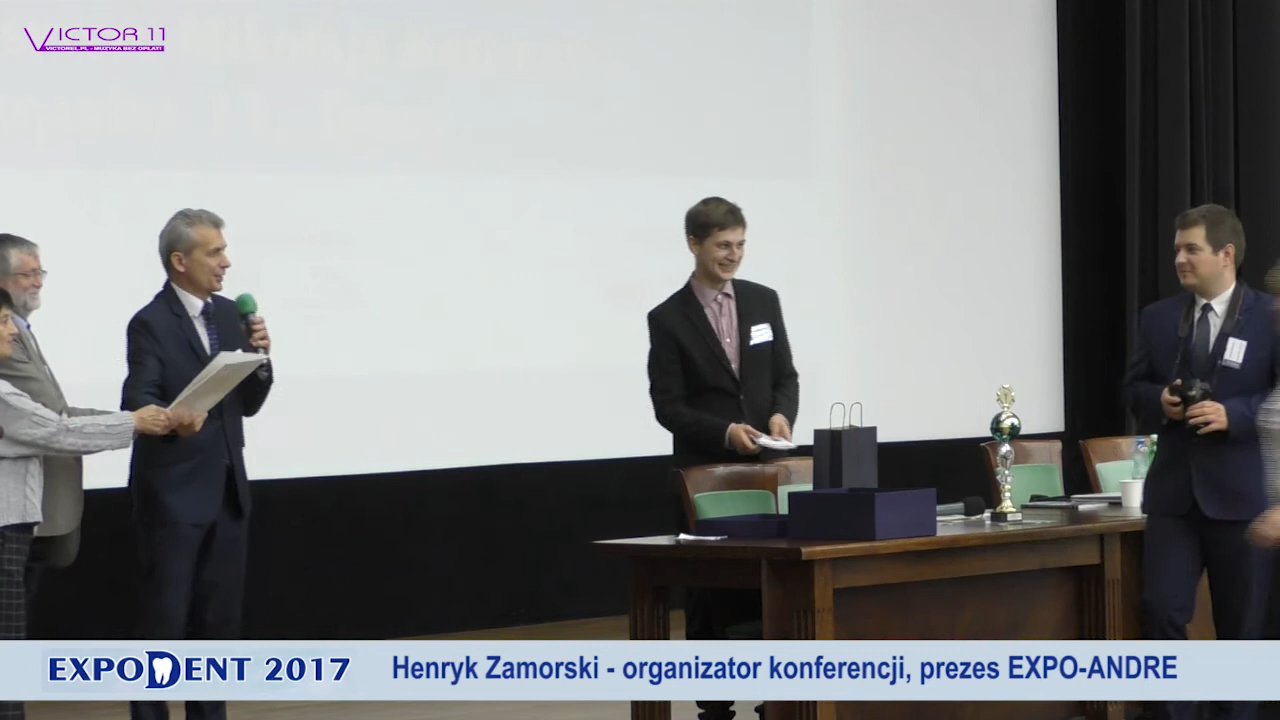 VICTOR 11
VICTOREL.PL - MUZYKA BEZ OPŁAT!
EXPODENT 2017
Henryk Zamorski - organizator konferencji, prezes EXPO-ANDRE